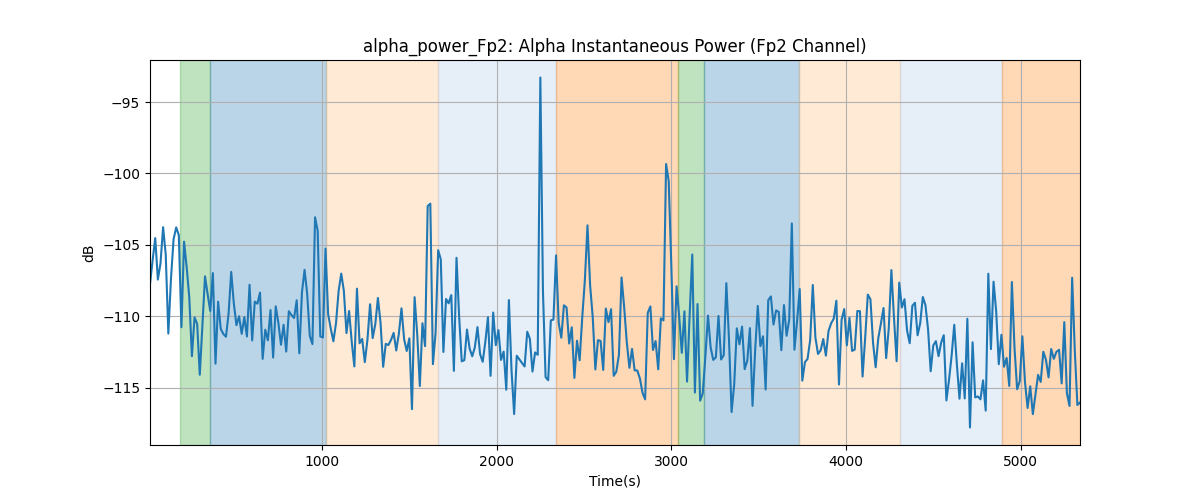 alpha_power_Fp2: Alpha Instantaneous Power (Fp2 Channel)
−95
−100
−105
−110
−115
dB
1000 2000 3000 4000 5000
Time(s)